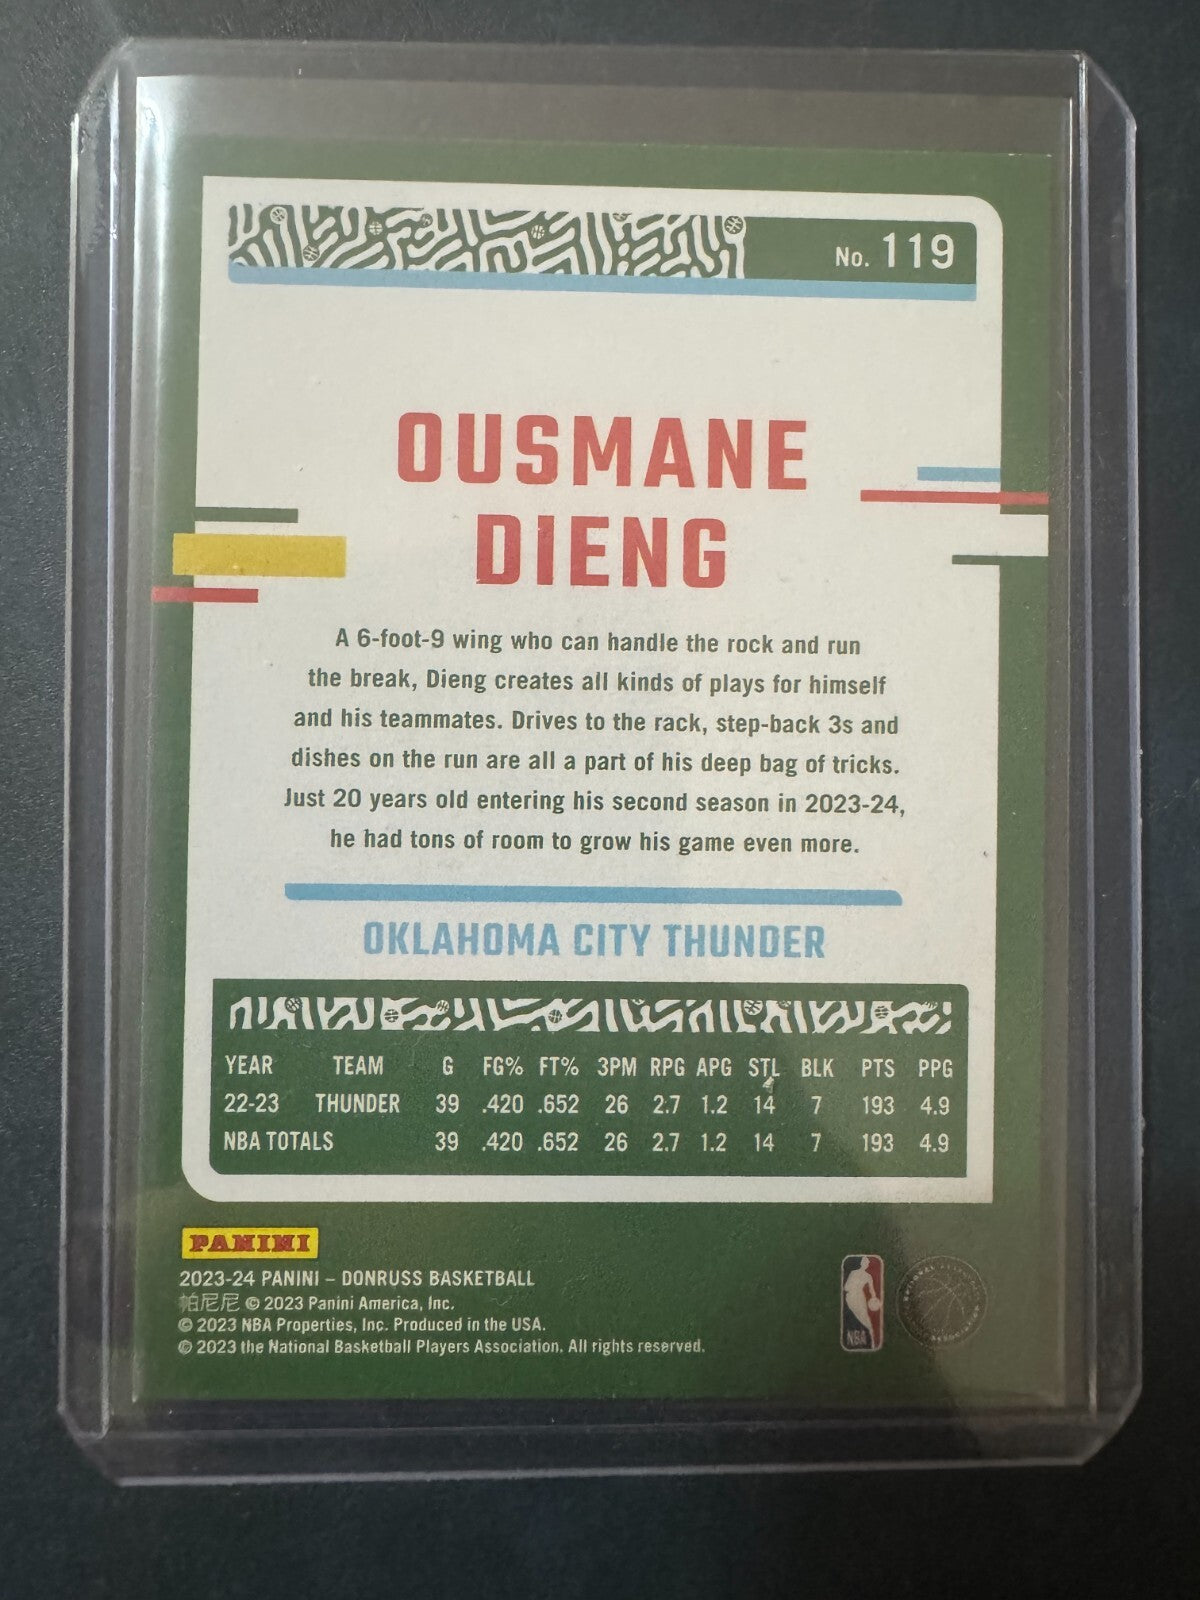 No. 119
OUSMANE
DIENG
A 6-foot-9 wing who can handle the rock and run
the break, Dieng creates all kinds of plays for himself
and his teammates. Drives to the rack, step-back 3s and
dishes on the run are all a part of his deep bag of tricks.
Just 20 years old entering his second season in 2023-24,
he had tons of room to grow his game even more.
OKLAHOMA CITY THUNDER
YEAR TEAM G FG% FT% 3PM RPG APG STL BLK PTS PPG
22-23 THUNDER 39 .420 .652 26 2.7 1.2 14 7 193 4.9
NBA TOTALS 39 .420 .652 26 2.7 1.2 14 7 193 4.9
PANINI
2023-24 PANINI – DONRUSS BASKETBALL
帕尼尼 © 2023 Panini America, Inc.
© 2023 NBA Properties, Inc. Produced in the USA.
© 2023 the National Basketball Players Association. All rights reserved.
NBA